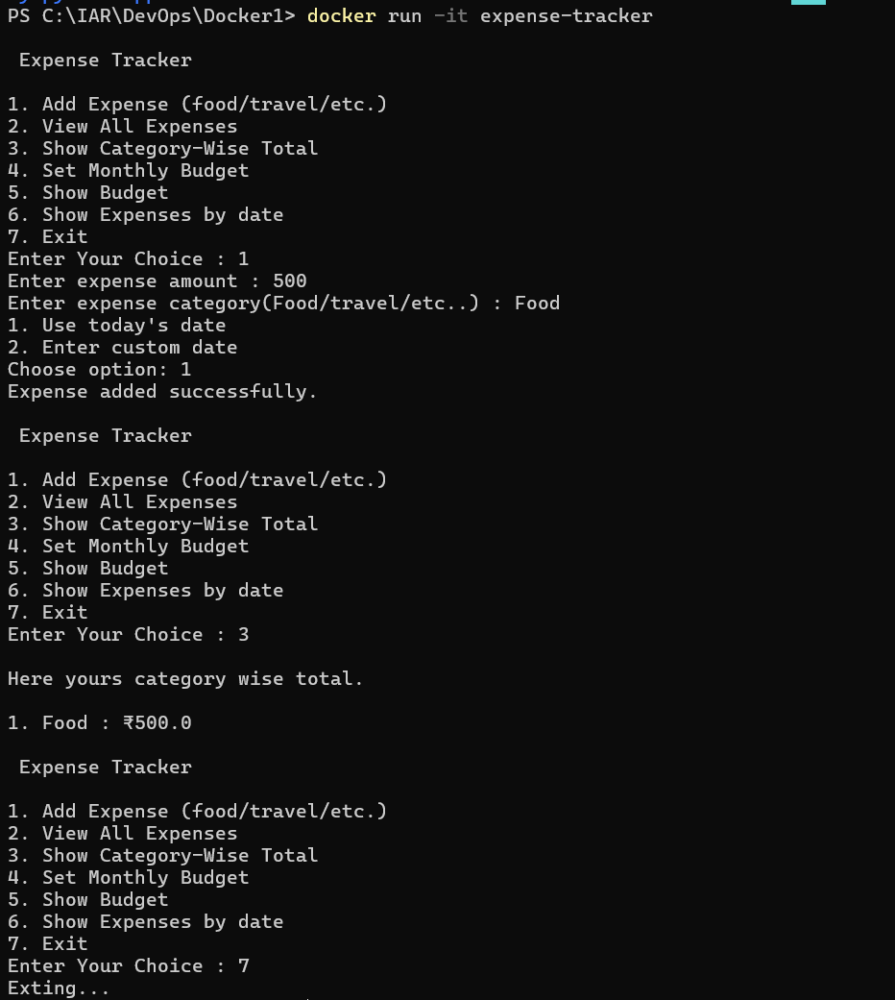 PS C:\IAR\DevOps\Docker1> docker run -it expense-tracker
Expense Tracker
1. Add Expense (food/travel/etc.)
2. View All Expenses
3. Show Category-Wise Total
4. Set Monthly Budget
5. Show Budget
6. Show Expenses by date
7. Exit
Enter Your Choice : 1
Enter expense amount : 500
Enter expense category(Food/travel/etc..) : Food
1. Use today's date
2. Enter custom date
Choose option: 1
Expense added successfully.
Expense Tracker
1. Add Expense (food/travel/etc.)
2. View All Expenses
3. Show Category-Wise Total
4. Set Monthly Budget
5. Show Budget
6. Show Expenses by date
7. Exit
Enter Your Choice : 3
Here yours category wise total.
1. Food : ₹500.0
Expense Tracker
1. Add Expense (food/travel/etc.)
2. View All Expenses
3. Show Category-Wise Total
4. Set Monthly Budget
5. Show Budget
6. Show Expenses by date
7. Exit
Enter Your Choice : 7
Exting...